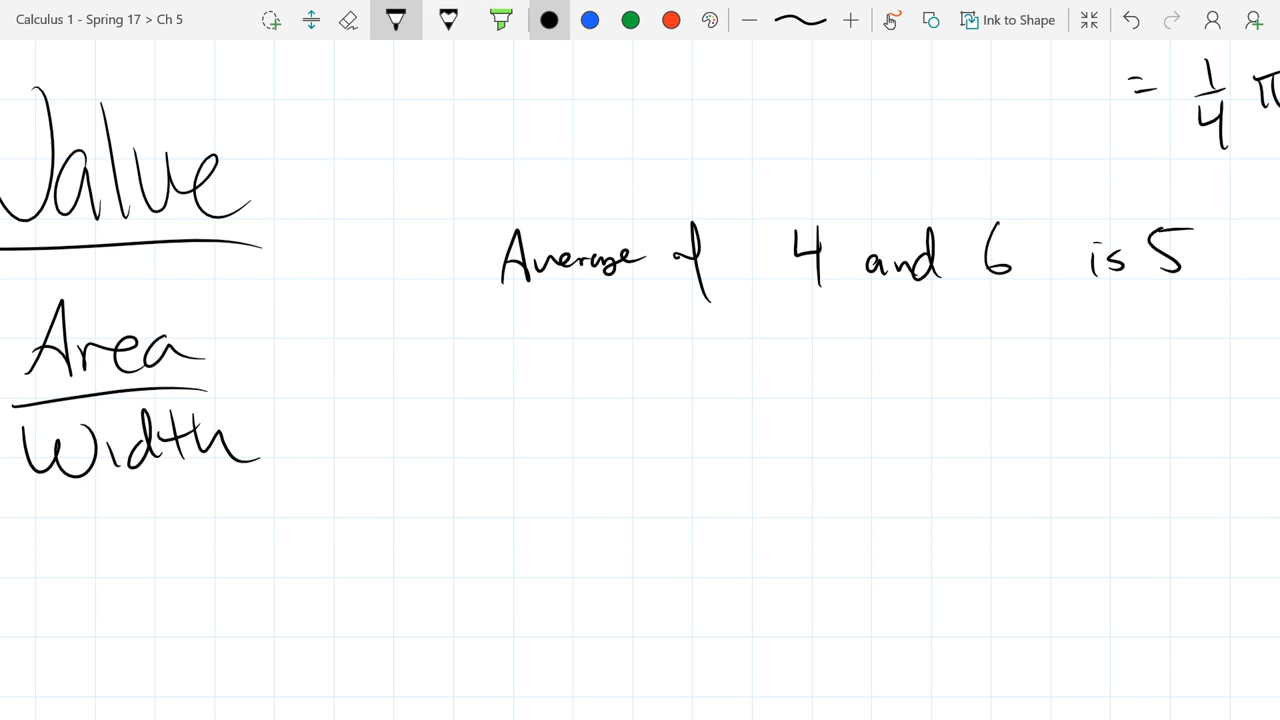 Calculus 1 - Spring 17 > Ch 5
Ink to Shape
= 1/4 π
Value
Average of 4 and 6 is 5
Area
Width